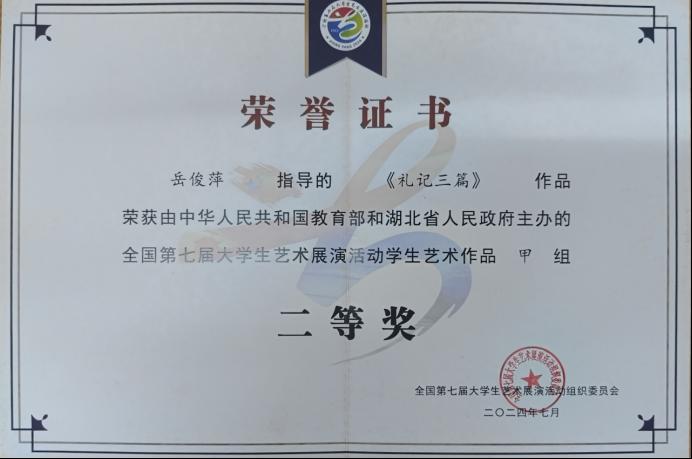 荣誉证书
岳俊萍 指导的 《礼记三篇》 作品
荣获由中华人民共和国教育部和湖北省人民政府主办的
全国第七届大学生艺术展演活动学生艺术作品 甲 组
二等奖
全国第七届大学生艺术展演活动组织委员会
二〇二四年七月